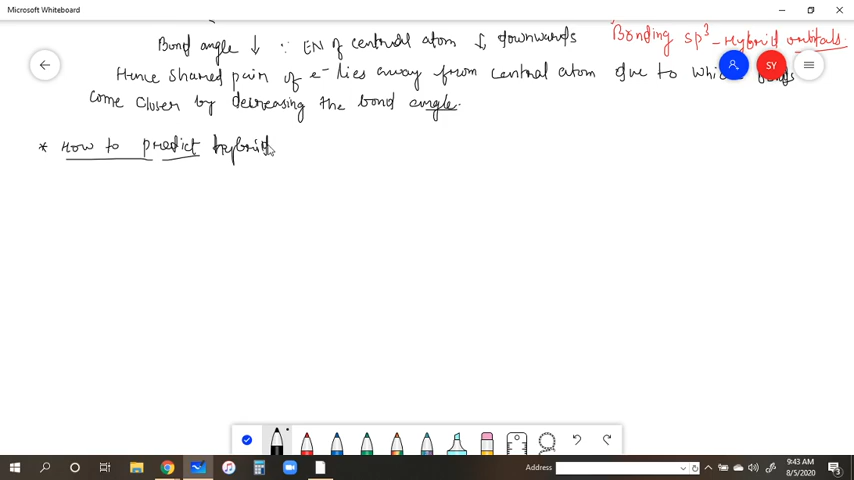 Microsoft Whiteboard
Bonding sp³-Hybrid orbitals.
Bond angle ↓ ∵ EN of central atom ↓ downwards
Hence shared pair of e⁻ lies away from central atom due to which
SY
come closer by decreasing the bond angle.
* How to predict hybrid
Address
9:43 AM
8/5/2020
3